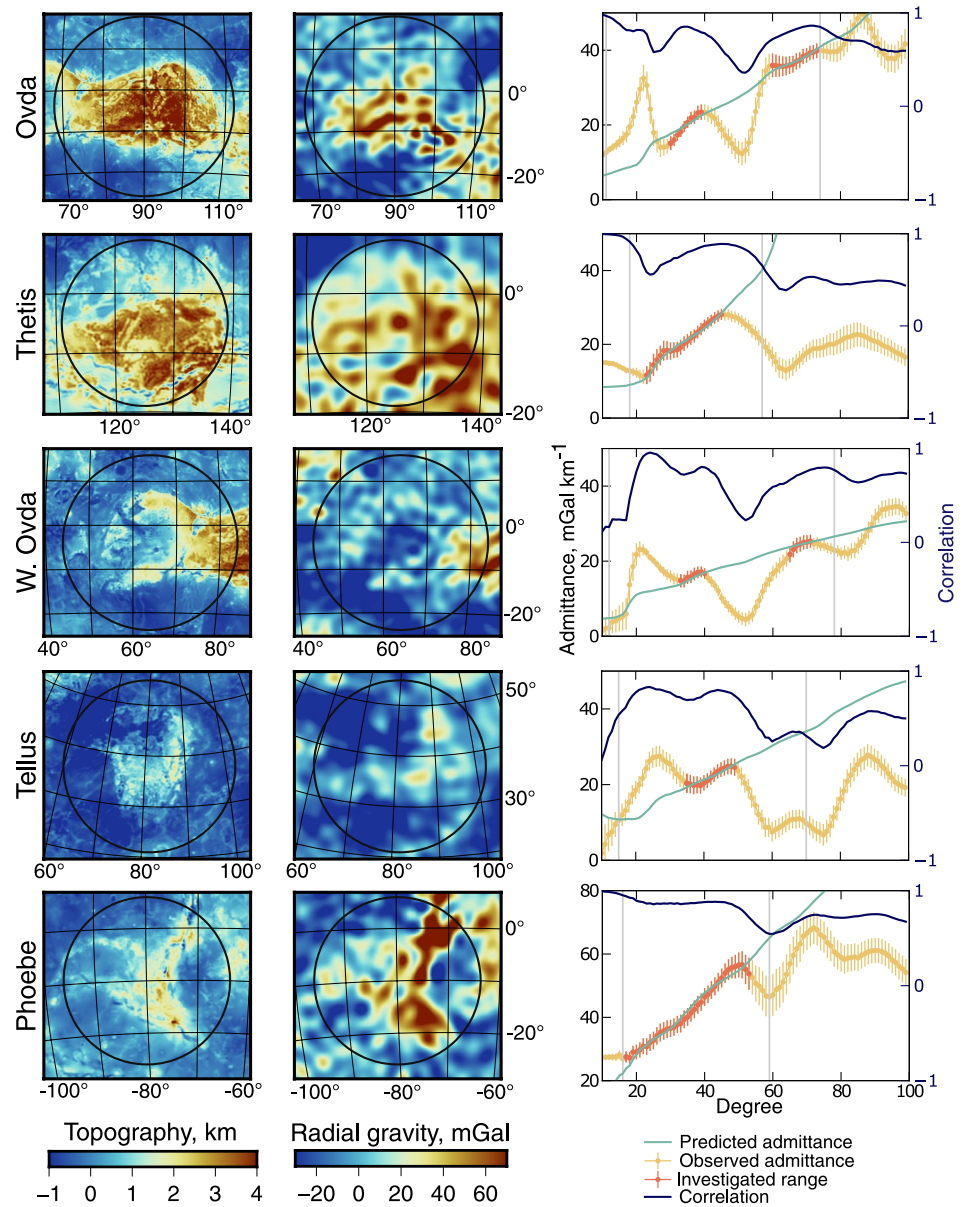 Ovda
0°
-20°
70° 90° 110°
70° 90° 110°
40
20
0
1
0
−1
Thetis
0°
-20°
120° 140°
120° 140°
40
20
0
1
0
−1
W. Ovda
0°
-20°
40° 60° 80°
40° 60° 80°
Admittance, mGal km⁻¹
40
20
0
1
0
−1
Correlation
Tellus
50°
30°
60° 80° 100°
60° 80° 100°
40
20
0
1
0
−1
Phoebe
0°
-20°
-100° -80° -60°
-100° -80° -60°
80
60
40
20
1
0
−1
20 40 60 80 100
Degree
Topography, km
−1 0 1 2 3 4
Radial gravity, mGal
−20 0 20 40 60
Predicted admittance
Observed admittance
Investigated range
Correlation